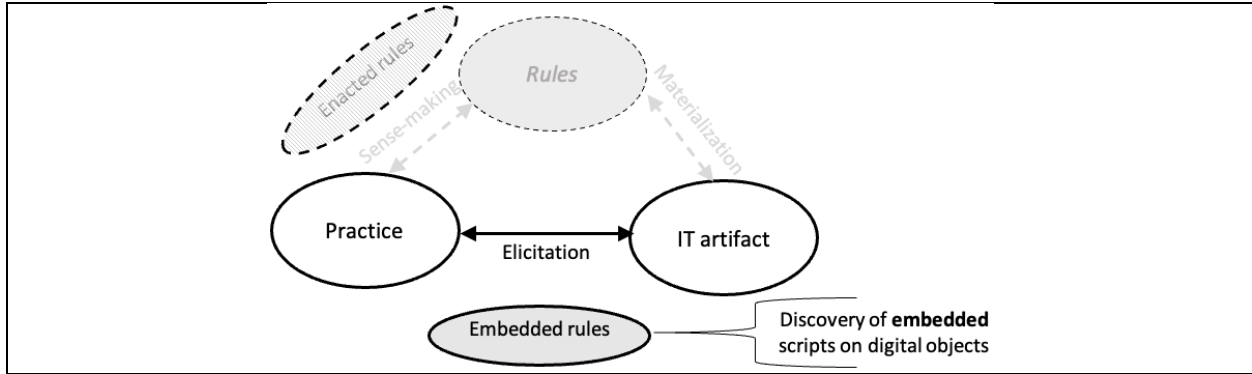 Enacted rules
Rules
Sense-making
Materialization
Practice
IT artifact
Elicitation
Embedded rules
Discovery of embedded
scripts on digital objects